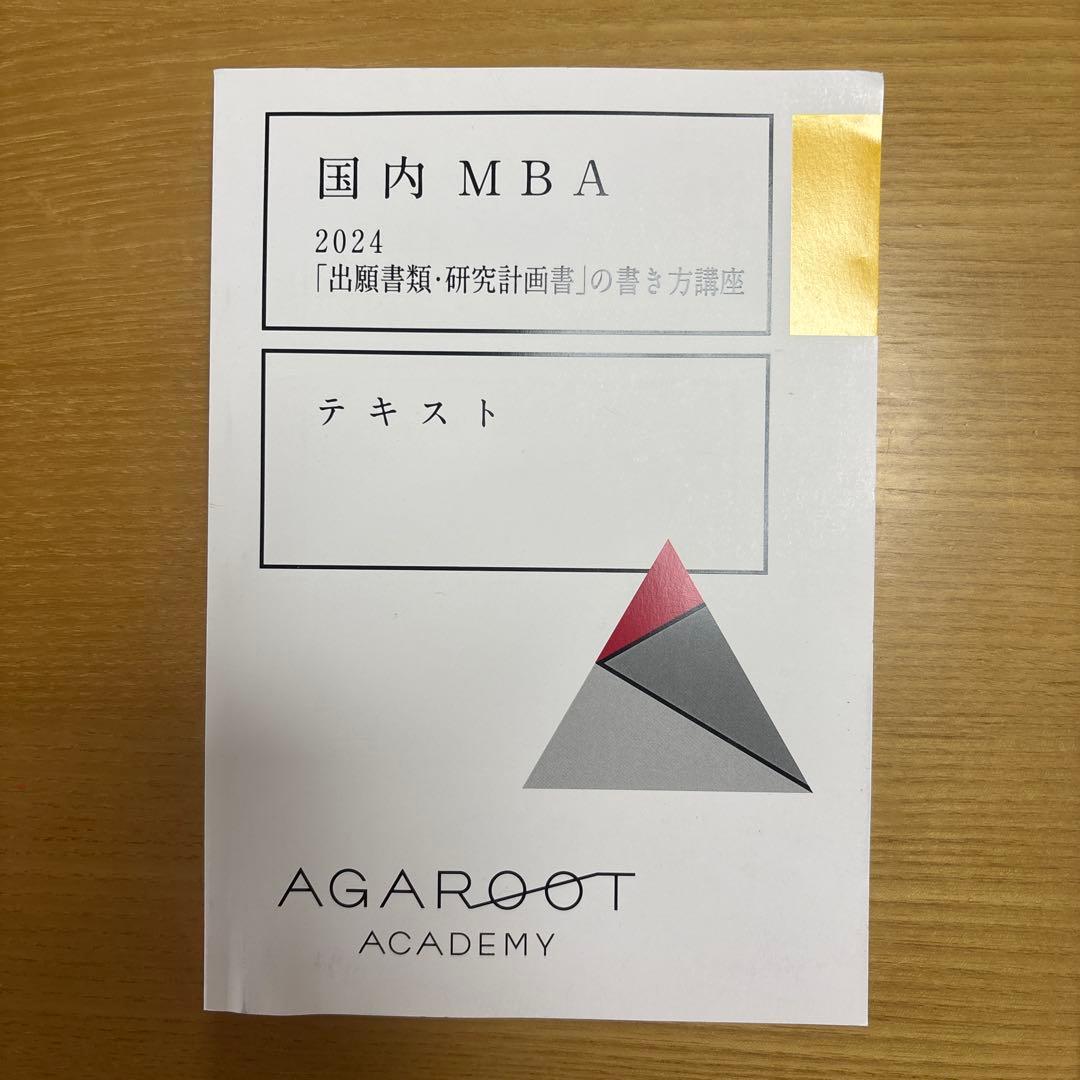 国内 MBA
2024
「出願書類・研究計画書」の書き方講座
テキスト
AGAROOT
ACADEMY